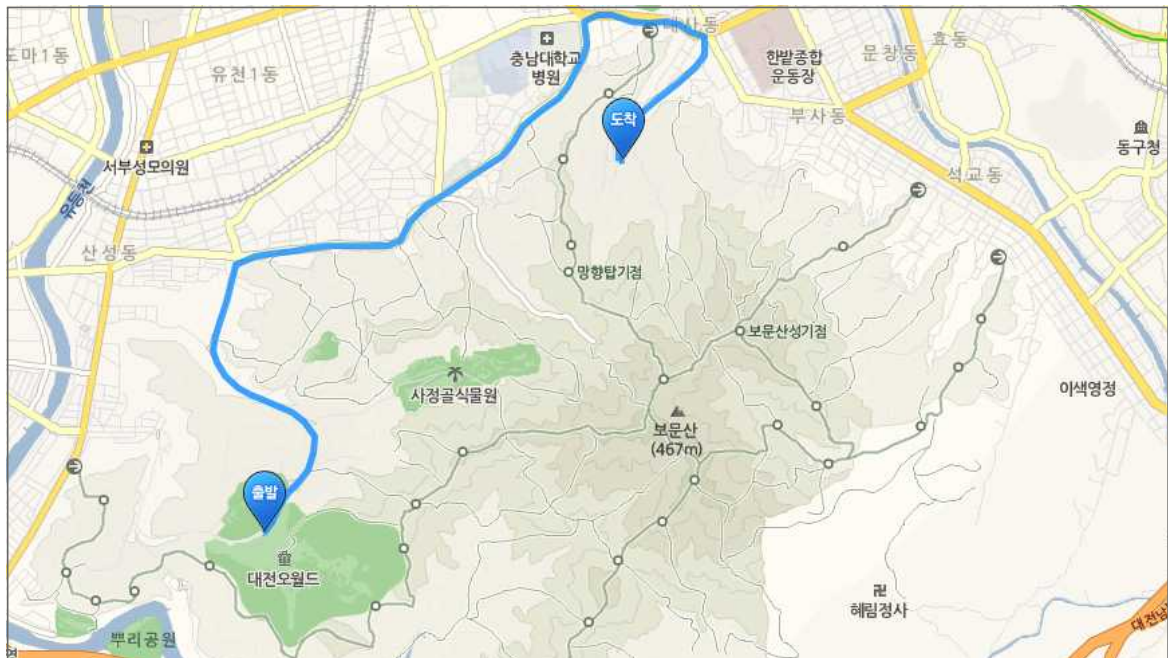 대사동
도마1동
유천1동
충남대학교
병원
한밭종합
운동장
문창동
효동
부사동
도착
동구청
서부성모의원
석교동
유등천
산성동
망향탑기점
보문산성기점
사정골식물원
이색영정
보문산
(467m)
출발
대전오월드
혜림정사
뿌리공원
대전남
역